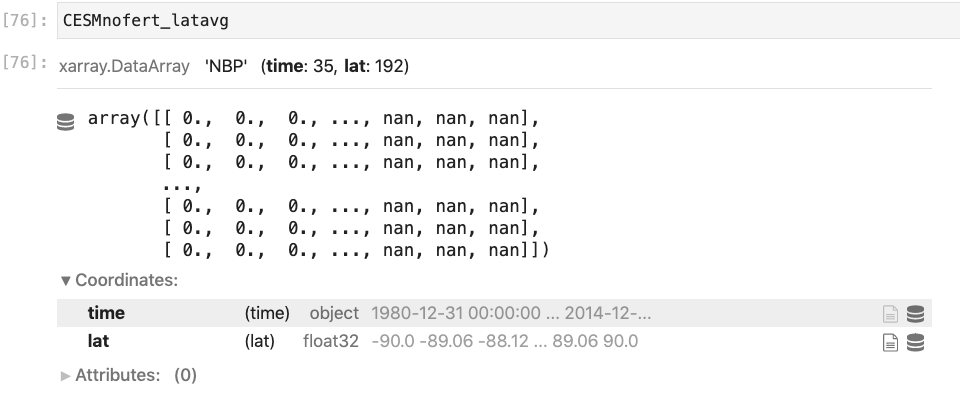 [76]: CESMnofert_latavg
[76]: xarray.DataArray 'NBP' (time: 35, lat: 192)
array([[ 0., 0., 0., ..., nan, nan, nan],
[ 0., 0., 0., ..., nan, nan, nan],
[ 0., 0., 0., ..., nan, nan, nan],
...,
[ 0., 0., 0., ..., nan, nan, nan],
[ 0., 0., 0., ..., nan, nan, nan],
[ 0., 0., 0., ..., nan, nan, nan]])
▼ Coordinates:
time (time) object 1980-12-31 00:00:00 ... 2014-12-...
lat (lat) float32 -90.0 -89.06 -88.12 ... 89.06 90.0
► Attributes: (0)